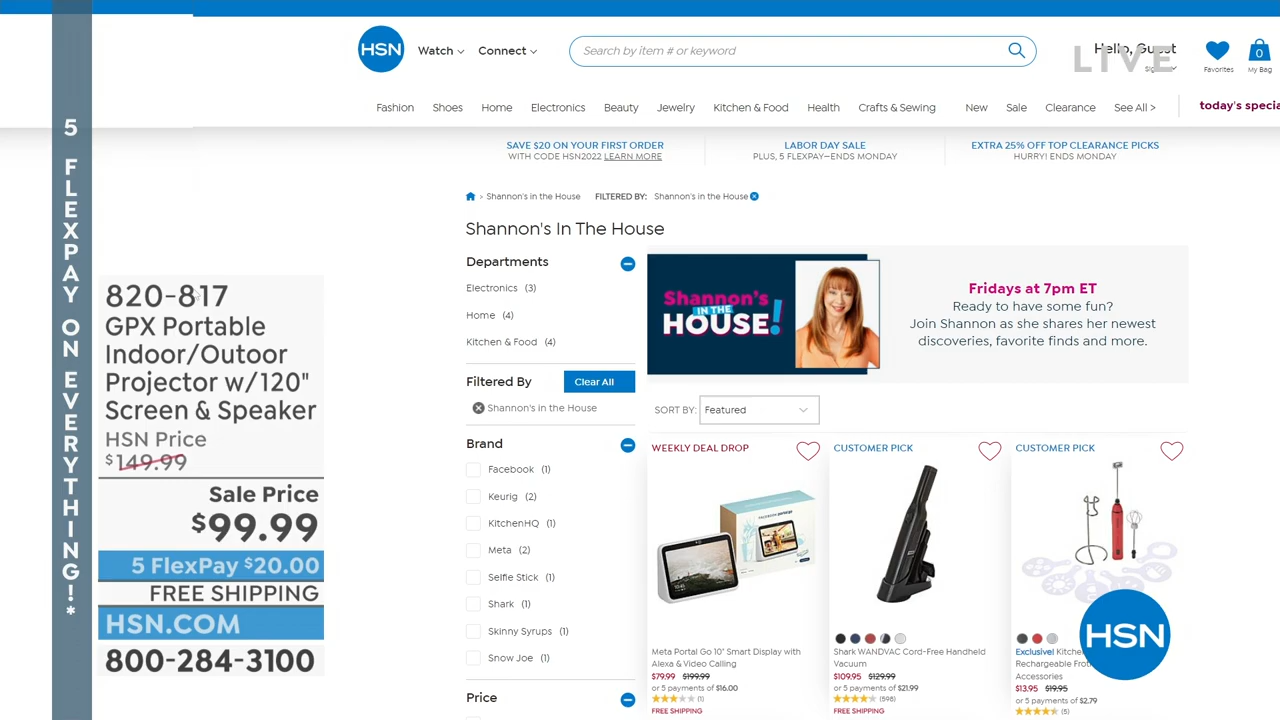 5 FLEXPAY ON EVERYTHING!*
820-817
GPX Portable
Indoor/Outoor
Projector w/120"
Screen & Speaker
HSN Price
$149.99
Sale Price
$99.99
5 FlexPay $20.00
FREE SHIPPING
HSN.COM
800-284-3100
HSN
Watch
Connect
Search by item # or keyword
Hello, Guest
LIVE
Favorites
0
My Bag
Fashion Shoes Home Electronics Beauty Jewelry Kitchen & Food Health Crafts & Sewing New Sale Clearance See All > today's specia
SAVE $20 ON YOUR FIRST ORDER
WITH CODE HSN2022 LEARN MORE
LABOR DAY SALE
PLUS, 5 FLEXPAY—ENDS MONDAY
EXTRA 25% OFF TOP CLEARANCE PICKS
HURRY! ENDS MONDAY
> Shannon's in the House FILTERED BY: Shannon's in the House
Shannon's In The House
Departments
Electronics (3)
Home (4)
Kitchen & Food (4)
Filtered By
Clear All
Shannon's in the House
Brand
Facebook (1)
Keurig (2)
KitchenHQ (1)
Meta (2)
Selfie Stick (1)
Shark (1)
Skinny Syrups (1)
Snow Joe (1)
Price
Shannon's
IN THE
HOUSE!
Fridays at 7pm ET
Ready to have some fun?
Join Shannon as she shares her newest
discoveries, favorite finds and more.
SORT BY: Featured
WEEKLY DEAL DROP
Meta Portal Go 10" Smart Display with
Alexa & Video Calling
$79.99 $199.99
or 5 payments of $16.00
(1)
FREE SHIPPING
CUSTOMER PICK
Shark WANDVAC Cord-Free Handheld
Vacuum
$109.95 $129.99
or 5 payments of $21.99
(598)
FREE SHIPPING
CUSTOMER PICK
Exclusive! Kitche
Rechargeable Frot
Accessories
$13.95 $19.95
or 5 payments of $2.79
(5)
HSN